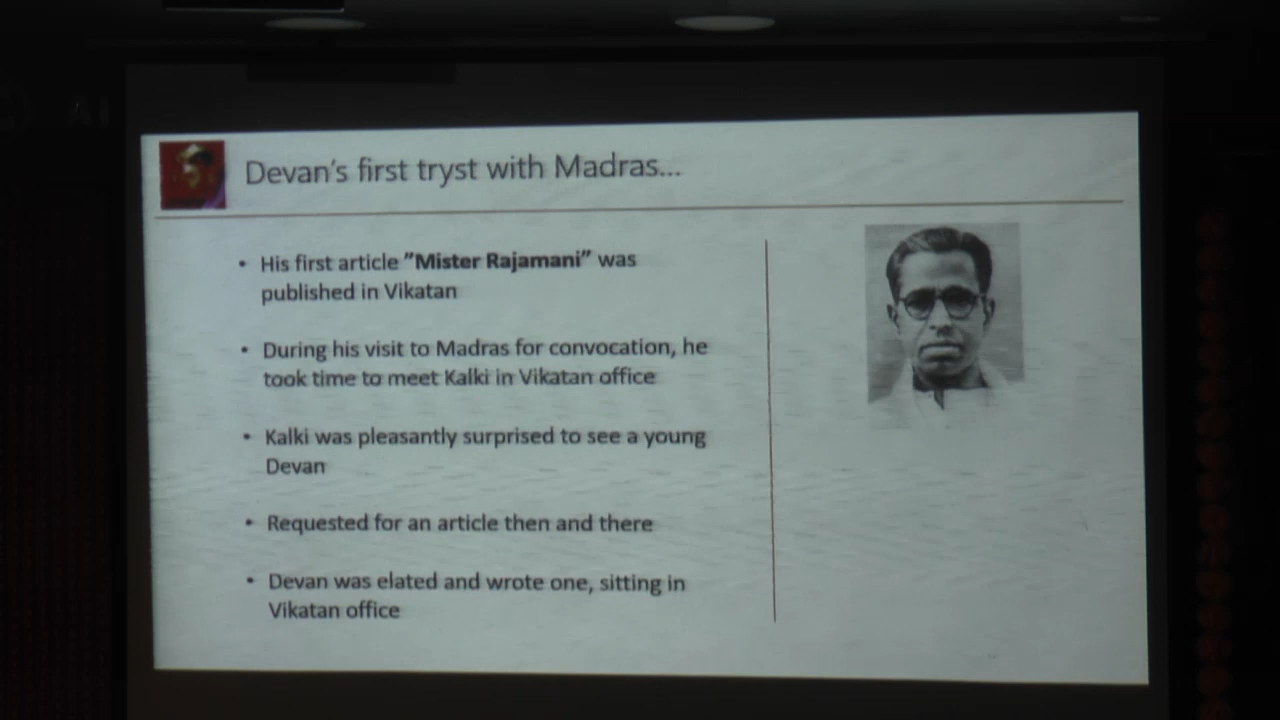 Devan's first tryst with Madras...
• His first article "Mister Rajamani" was
published in Vikatan
• During his visit to Madras for convocation, he
took time to meet Kalki in Vikatan office
• Kalki was pleasantly surprised to see a young
Devan
• Requested for an article then and there
• Devan was elated and wrote one, sitting in
Vikatan office